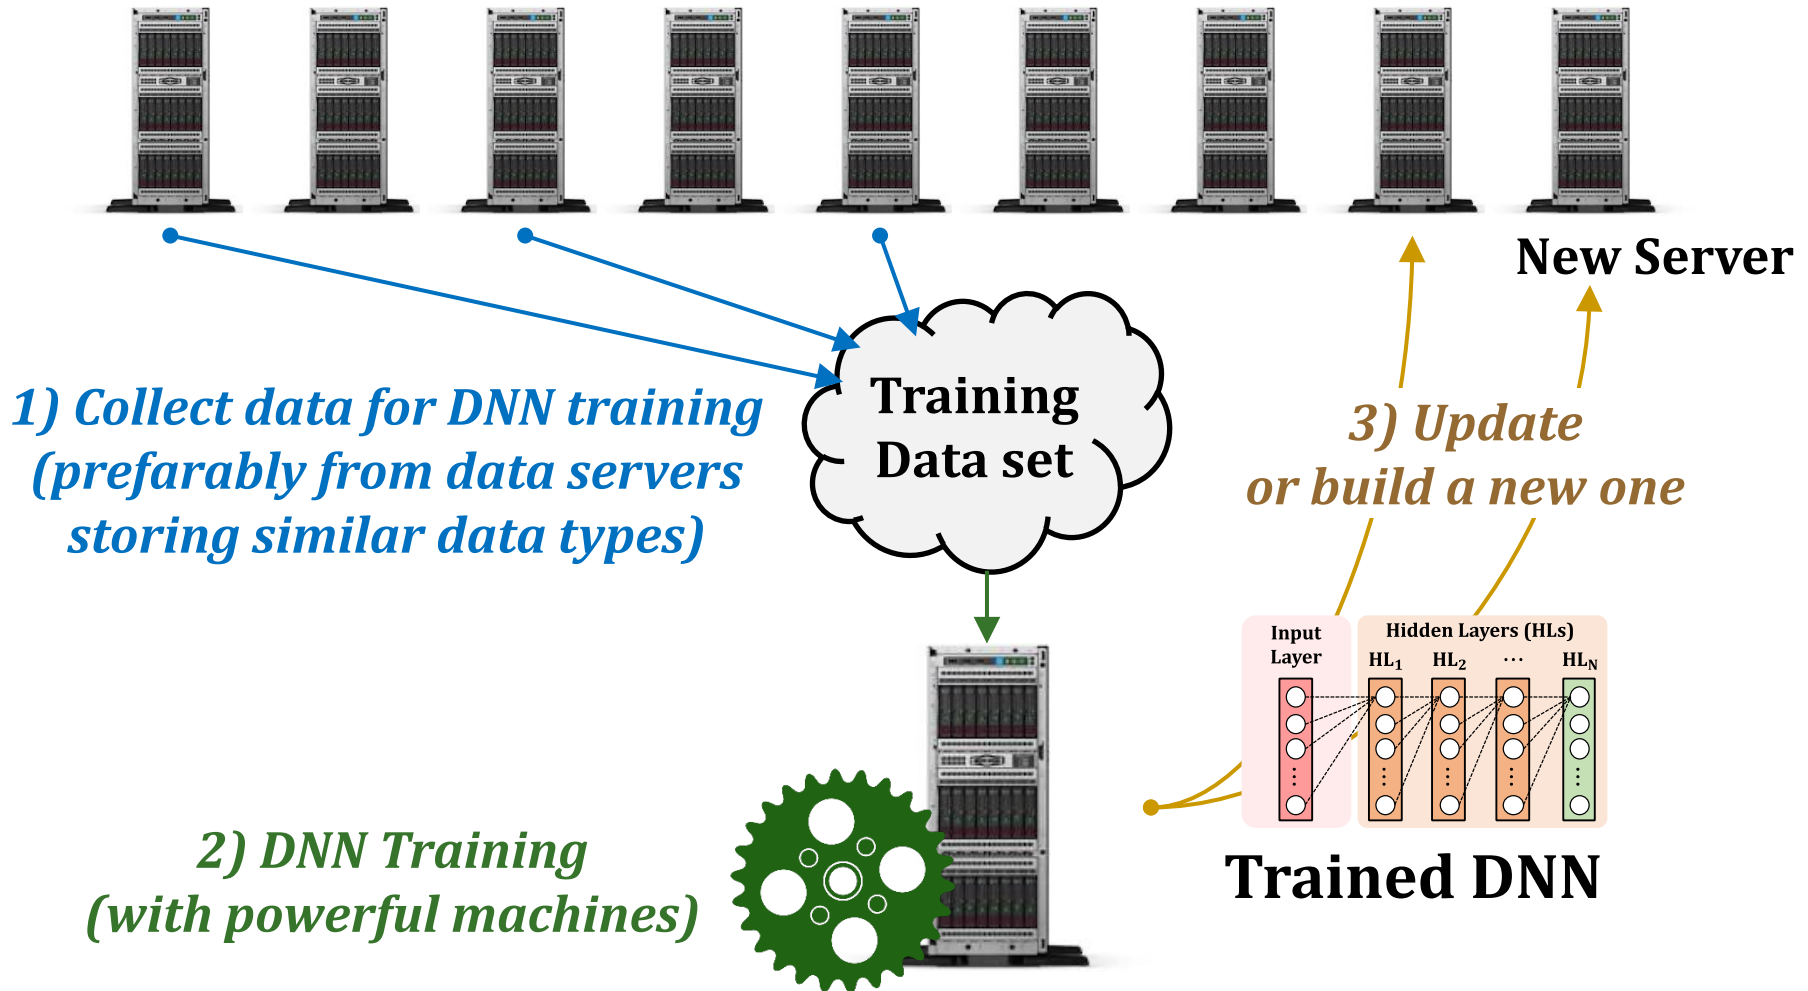 New Server
Training
Data set
1) Collect data for DNN training
(prefarably from data servers
storing similar data types)
3) Update
or build a new one
Input
Layer
Hidden Layers (HLs)
HL₁ HL₂ ⋯ HL_N
2) DNN Training
(with powerful machines)
Trained DNN